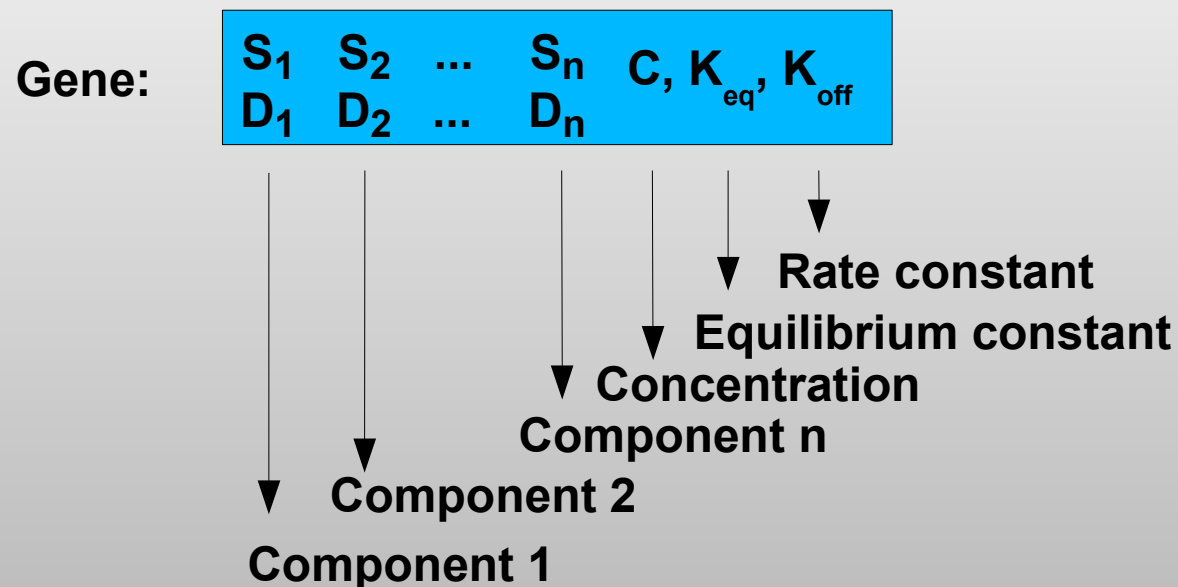 Gene:
S1 S2 ... Sn C, Keq, Koff
D1 D2 ... Dn
Rate constant
Equilibrium constant
Concentration
Component n
Component 2
Component 1